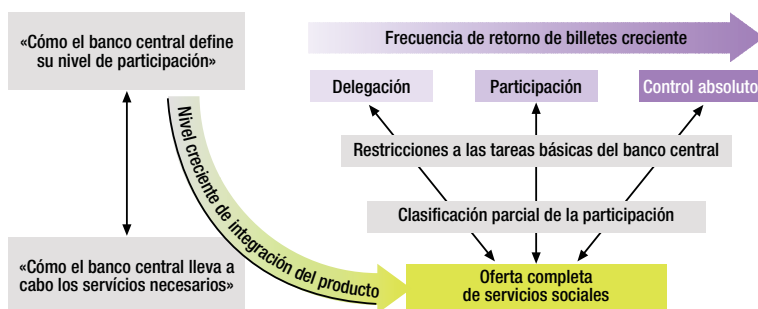 «Cómo el banco central define
su nivel de participación»
Frecuencia de retorno de billetes creciente
Delegación
Participación
Control absoluto
Nivel creciente de integración del producto
Restricciones a las tareas básicas del banco central
Clasificación parcial de la participación
«Cómo el banco central lleva a
cabo los servícios necesarios»
Oferta completa
de servicios sociales